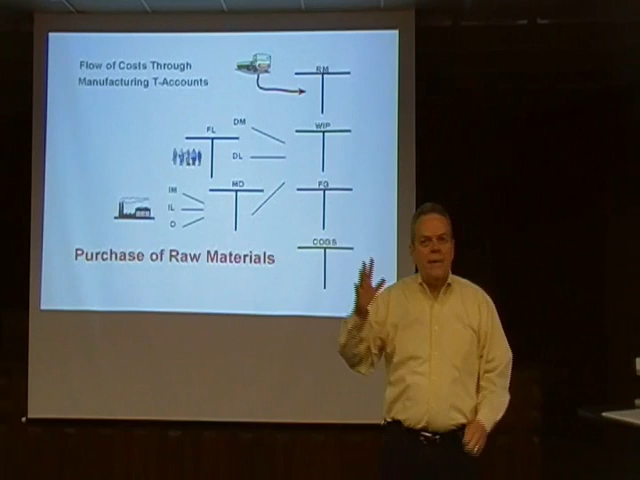 Flow of Costs Through
Manufacturing T-Accounts
RM
DM
WIP
FL
DL
IM
MO
FG
IL
O
COGS
Purchase of Raw Materials